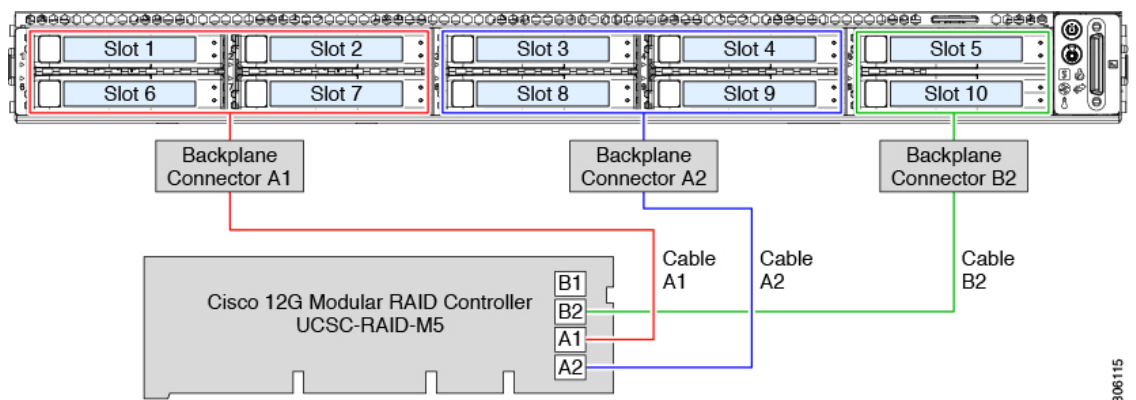 Slot 1
Slot 2
Slot 3
Slot 4
Slot 5
Slot 6
Slot 7
Slot 8
Slot 9
Slot 10
Backplane
Connector A1
Backplane
Connector A2
Backplane
Connector B2
Cable
A1
Cable
A2
Cable
B2
Cisco 12G Modular RAID Controller
UCSC-RAID-M5
B1
B2
A1
A2
306115